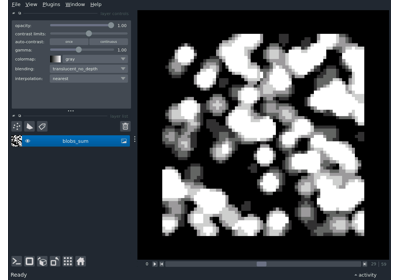 File View Plugins Window Help
opacity: 1.00
contrast limits:
auto-contrast: once continuous
gamma: 1.00
colormap: gray
blending: translucent_no_depth
interpolation: nearest
blobs_sum
Ready
activity